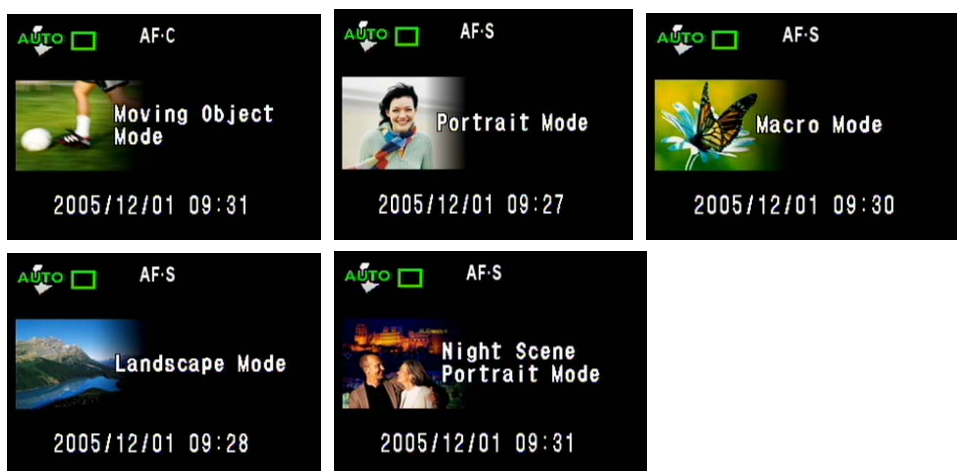 AUTO AF·C
Moving Object
Mode
2005/12/01 09:31
AUTO AF·S
Portrait Mode
2005/12/01 09:27
AUTO AF·S
Macro Mode
2005/12/01 09:30
AUTO AF·S
Landscape Mode
2005/12/01 09:28
AUTO AF·S
Night Scene
Portrait Mode
2005/12/01 09:31